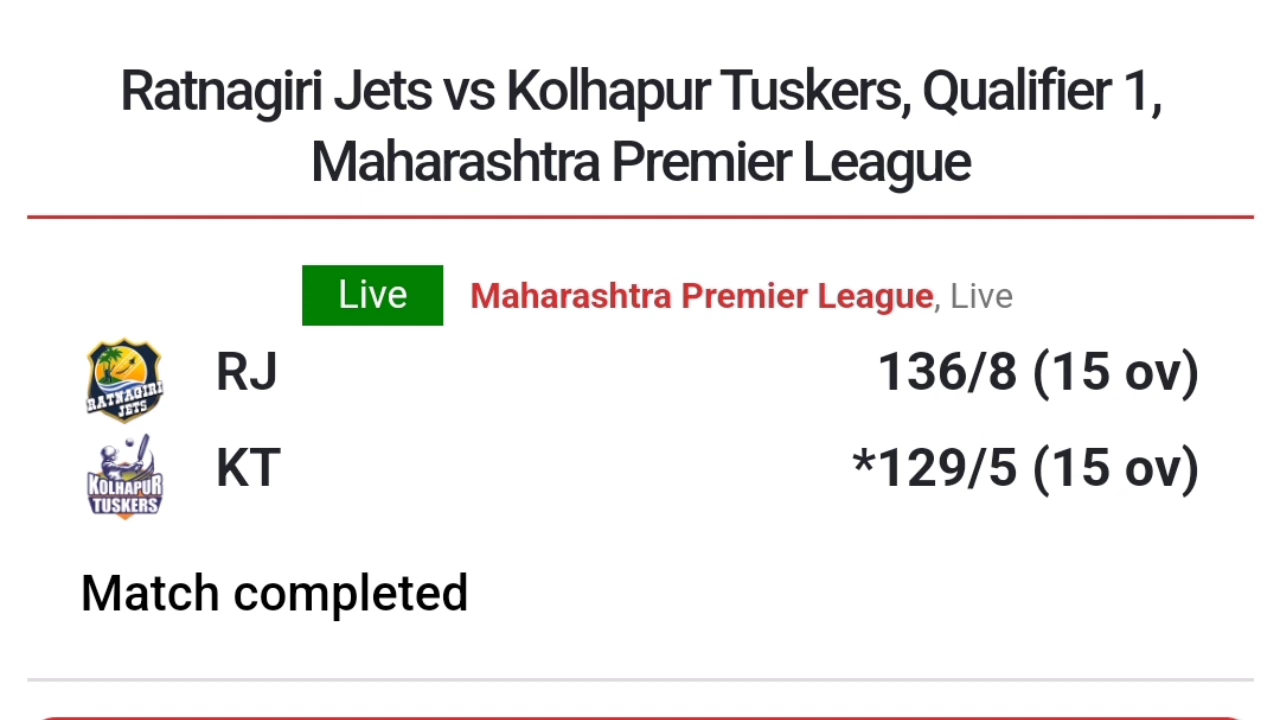 Ratnagiri Jets vs Kolhapur Tuskers, Qualifier 1,
Maharashtra Premier League
Live Maharashtra Premier League, Live
RATNAGIRI
JETS
RJ 136/8 (15 ov)
KOLHAPUR
TUSKERS
KT *129/5 (15 ov)
Match completed